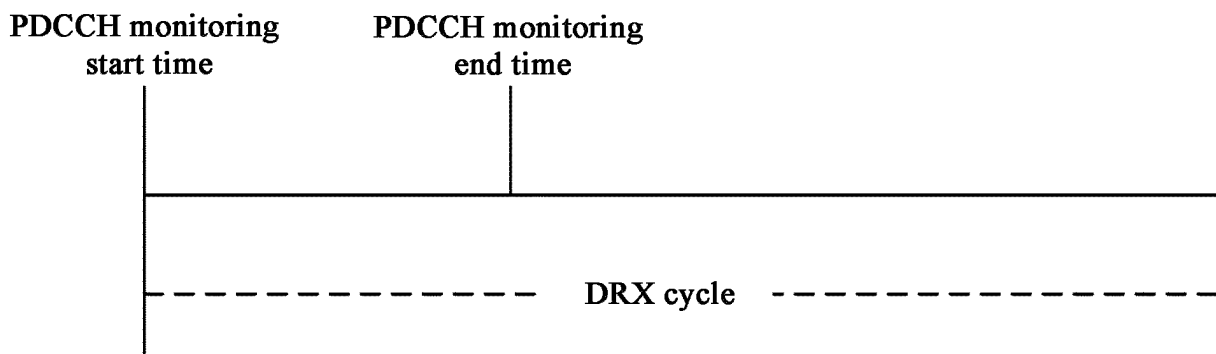 PDCCH monitoring
start time
PDCCH monitoring
end time
DRX cycle